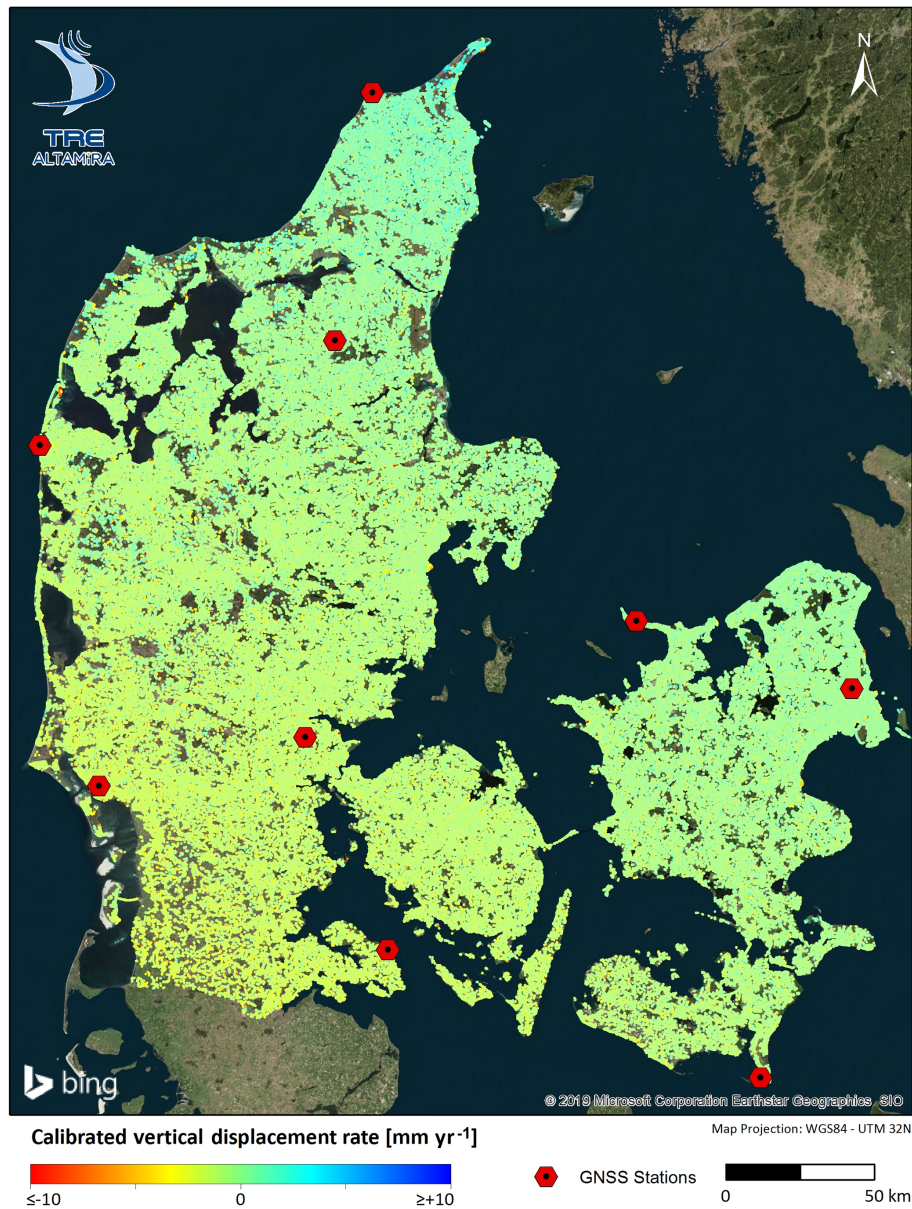 N
TRE
ALTAMIRA
bing
© 2019 Microsoft Corporation Earthstar Geographics SIO
Calibrated vertical displacement rate [mm yr⁻¹]
Map Projection: WGS84 - UTM 32N
≤-10 0 ≥+10
GNSS Stations
0 50 km